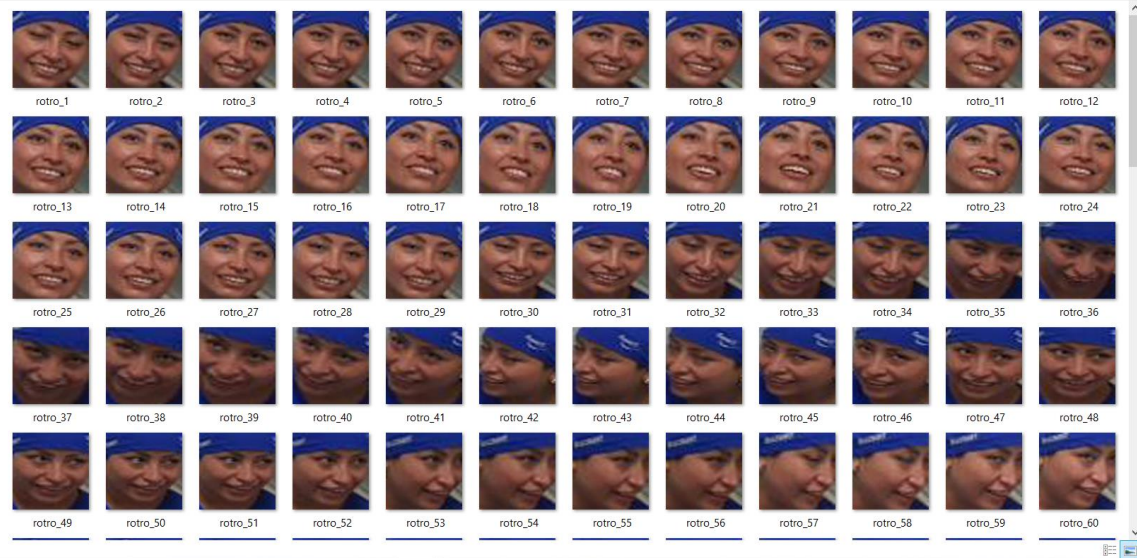 rotro_1 rotro_2 rotro_3 rotro_4 rotro_5 rotro_6 rotro_7 rotro_8 rotro_9 rotro_10 rotro_11 rotro_12
rotro_13 rotro_14 rotro_15 rotro_16 rotro_17 rotro_18 rotro_19 rotro_20 rotro_21 rotro_22 rotro_23 rotro_24
rotro_25 rotro_26 rotro_27 rotro_28 rotro_29 rotro_30 rotro_31 rotro_32 rotro_33 rotro_34 rotro_35 rotro_36
rotro_37 rotro_38 rotro_39 rotro_40 rotro_41 rotro_42 rotro_43 rotro_44 rotro_45 rotro_46 rotro_47 rotro_48
rotro_49 rotro_50 rotro_51 rotro_52 rotro_53 rotro_54 rotro_55 rotro_56 rotro_57 rotro_58 rotro_59 rotro_60